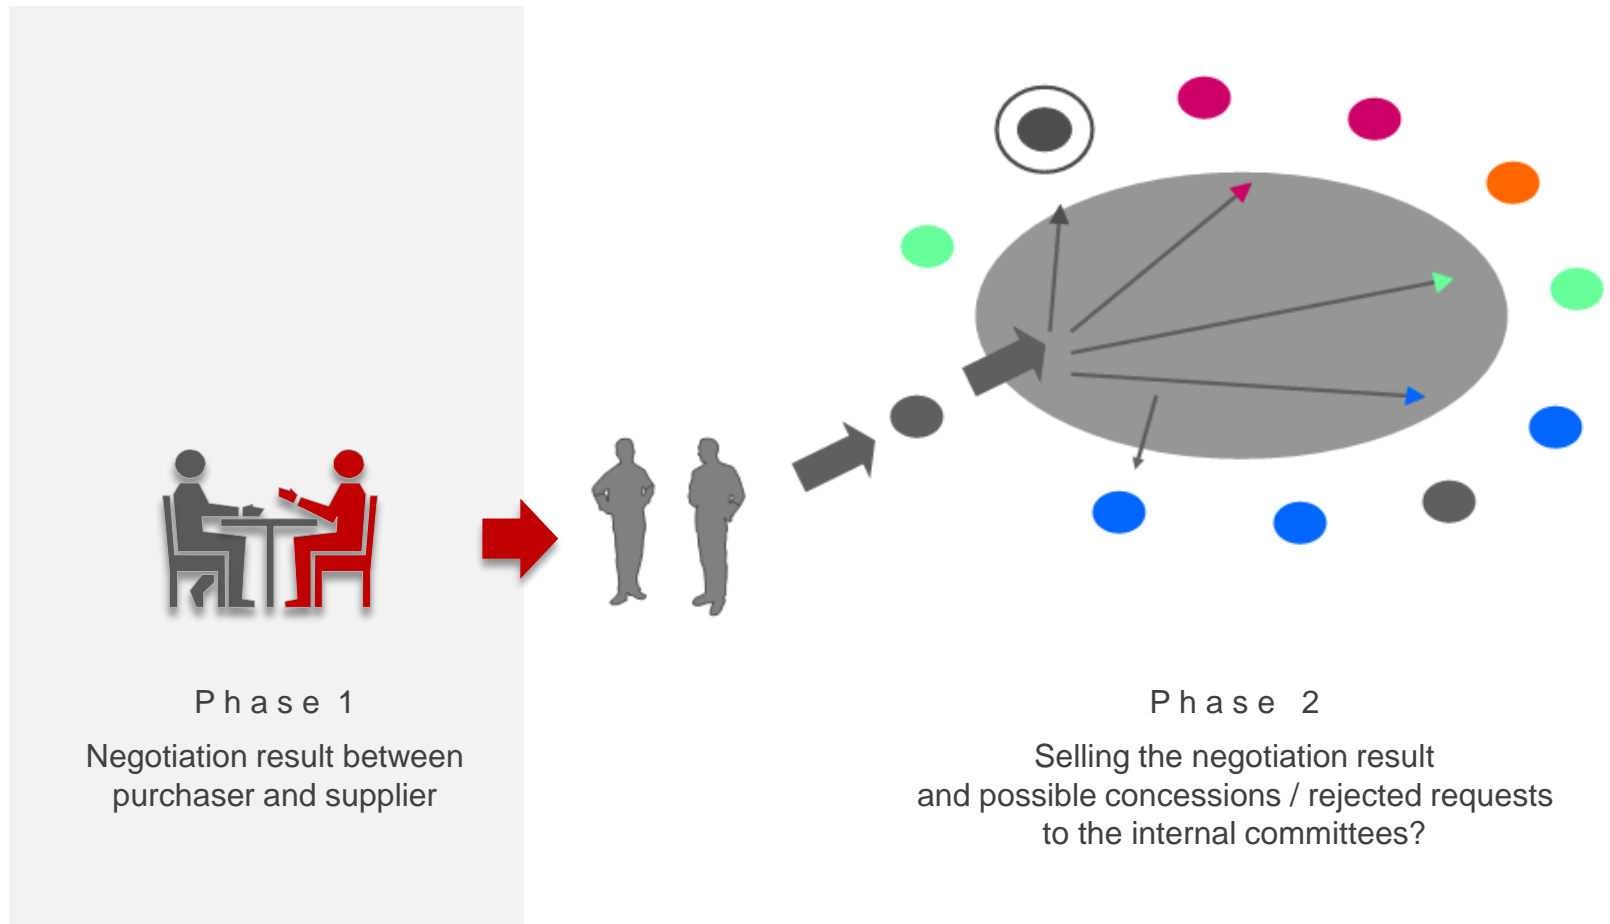 Phase 1
Negotiation result between
purchaser and supplier
Phase 2
Selling the negotiation result
and possible concessions / rejected requests
to the internal committees?